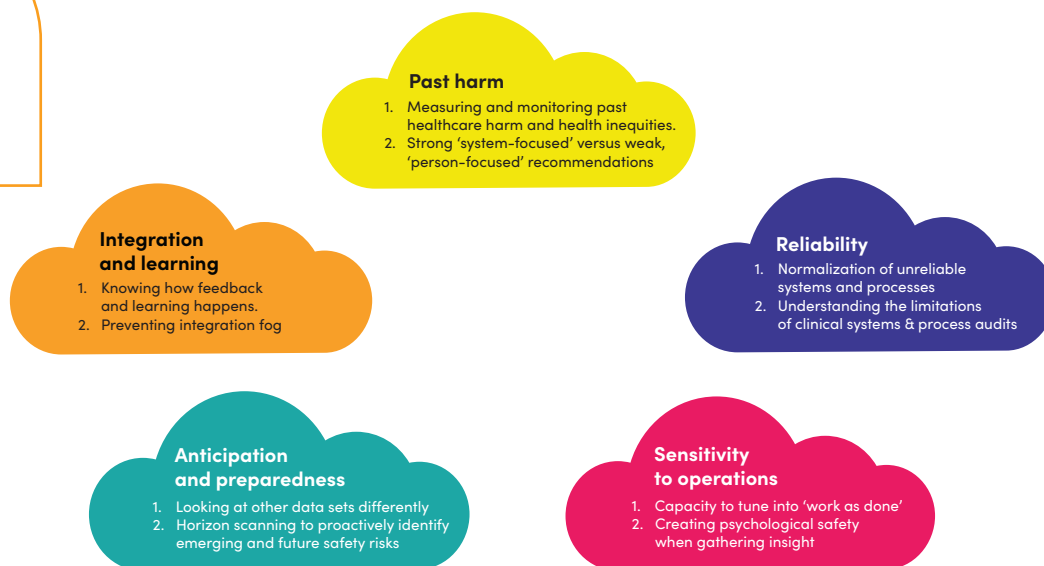 Past harm
1. Measuring and monitoring past
healthcare harm and health inequities.
2. Strong ‘system-focused’ versus weak,
‘person-focused’ recommendations
Integration
and learning
1. Knowing how feedback
and learning happens.
2. Preventing integration fog
Reliability
1. Normalization of unreliable
systems and processes
2. Understanding the limitations
of clinical systems & process audits
Anticipation
and preparedness
1. Looking at other data sets differently
2. Horizon scanning to proactively identify
emerging and future safety risks
Sensitivity
to operations
1. Capacity to tune into ‘work as done’
2. Creating psychological safety
when gathering insight